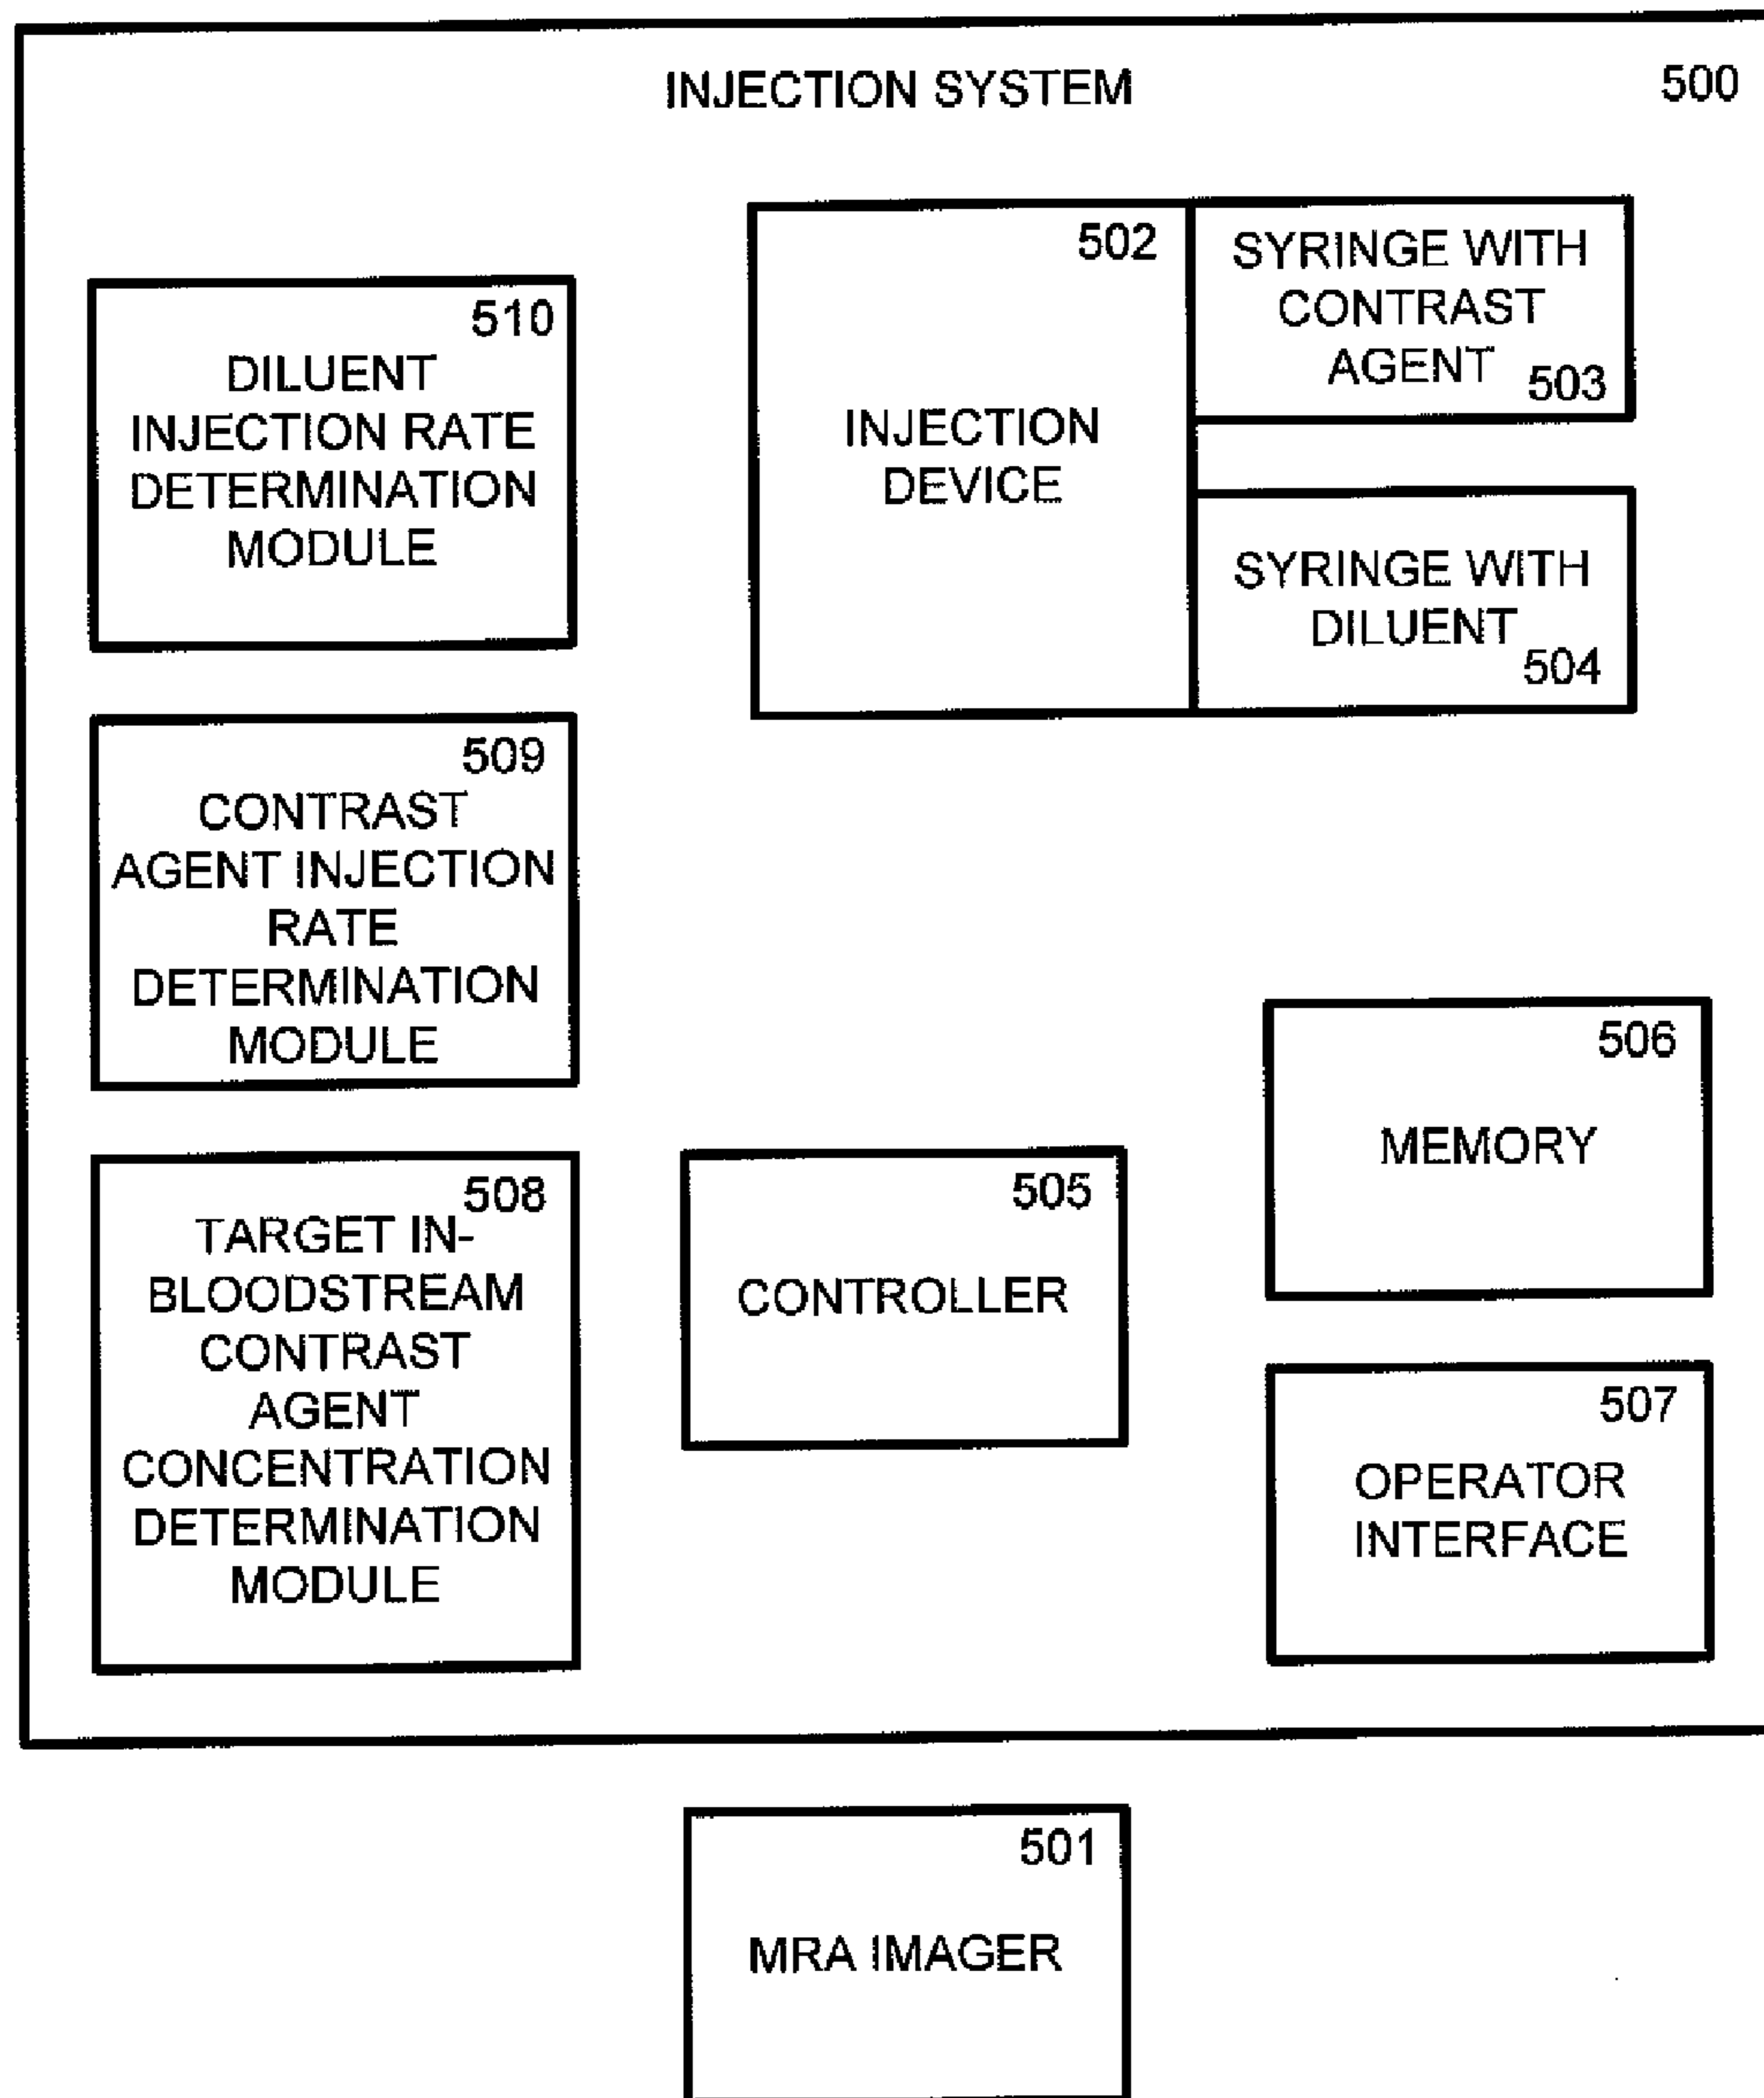 INJECTION SYSTEM
500
502
INJECTION
DEVICE
SYRINGE WITH
CONTRAST
AGENT
503
SYRINGE WITH
DILUENT
504
510
DILUENT
INJECTION RATE
DETERMINATION
MODULE
509
CONTRAST
AGENT INJECTION
RATE
DETERMINATION
MODULE
508
TARGET IN-
BLOODSTREAM
CONTRAST
AGENT
CONCENTRATION
DETERMINATION
MODULE
505
CONTROLLER
506
MEMORY
507
OPERATOR
INTERFACE
501
MRA IMAGER